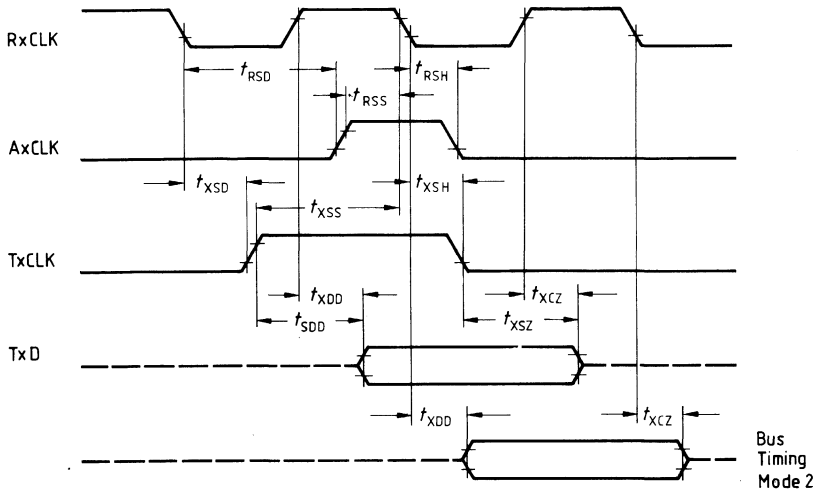 RxCLK
tRSD
tRSH
tRSS
AxCLK
tXSD
tXSH
tXSS
TxCLK
tXDD
tXCZ
tSDD
tXSZ
TxD
tXDD
tXCZ
Bus
Timing
Mode 2